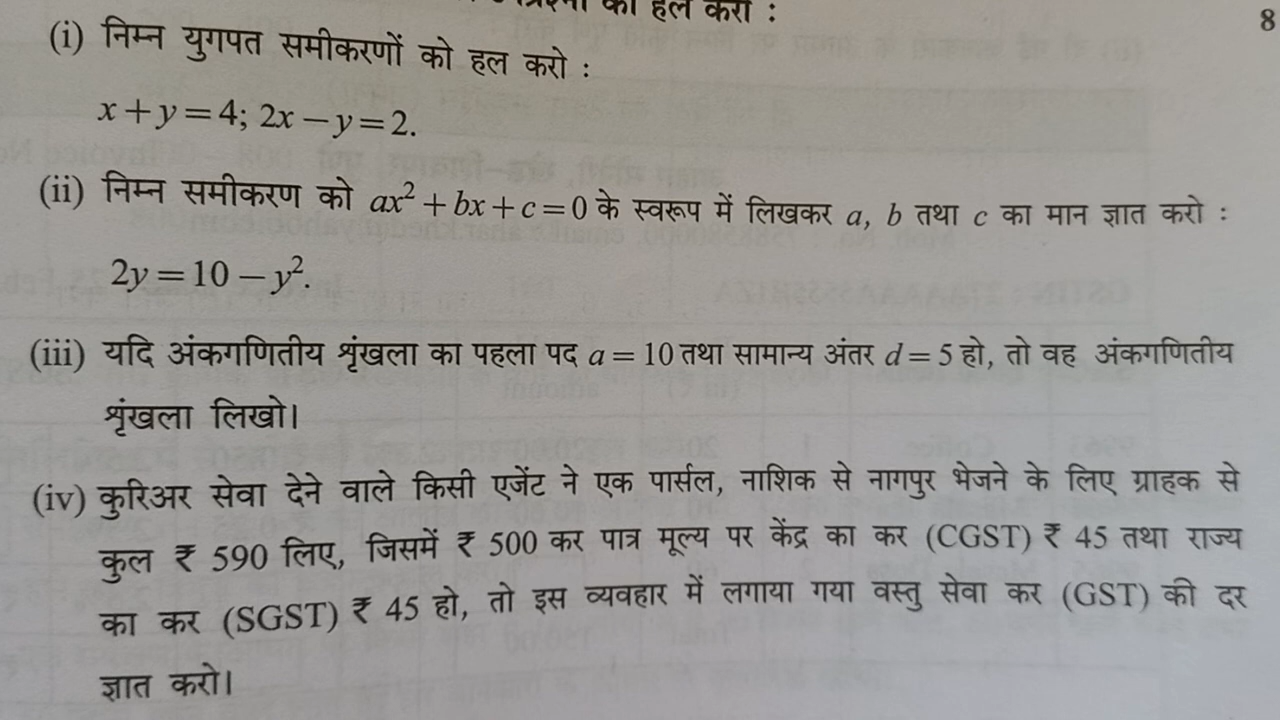 को हल करो :
8
(i) निम्न युगपत समीकरणों को हल करो :
x + y = 4; 2x – y = 2.
(ii) निम्न समीकरण को ax² + bx + c = 0 के स्वरूप में लिखकर a, b तथा c का मान ज्ञात करो :
2y = 10 – y².
(iii) यदि अंकगणितीय श्रृंखला का पहला पद a = 10 तथा सामान्य अंतर d = 5 हो, तो वह अंकगणितीय
श्रृंखला लिखो।
(iv) कुरिअर सेवा देने वाले किसी एजेंट ने एक पार्सल, नाशिक से नागपुर भेजने के लिए ग्राहक से
कुल ₹ 590 लिए, जिसमें ₹ 500 कर पात्र मूल्य पर केंद्र का कर (CGST) ₹ 45 तथा राज्य
का कर (SGST) ₹ 45 हो, तो इस व्यवहार में लगाया गया वस्तु सेवा कर (GST) की दर
ज्ञात करो।